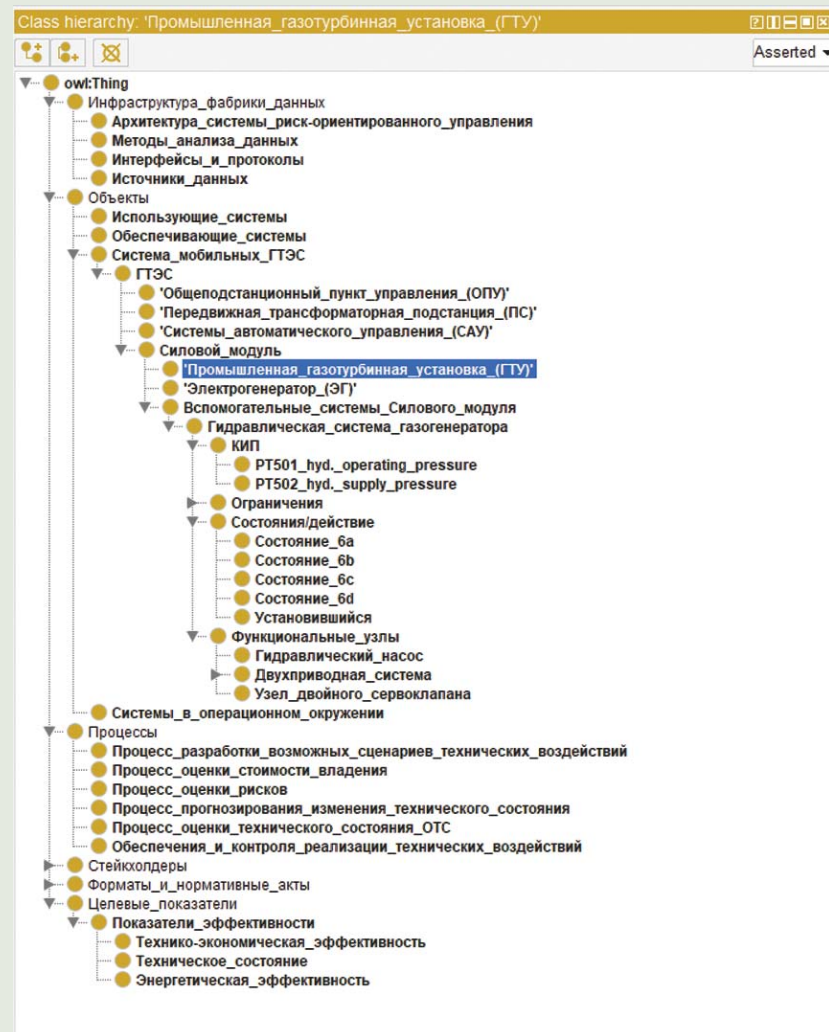 Class hierarchy: 'Промышленная_газотурбинная_установка_(ГТУ)'
Asserted
owl:Thing
Инфраструктура_фабрики_данных
Архитектура_системы_риск-ориентированного_управления
Методы_анализа_данных
Интерфейсы_и_протоколы
Источники_данных
Объекты
Использующие_системы
Обеспечивающие_системы
Система_мобильных_ГТЭС
ГТЭС
'Общеподстанционный_пункт_управления_(ОПУ)'
'Передвижная_трансформаторная_подстанция_(ПС)'
'Системы_автоматического_управления_(САУ)'
Силовой_модуль
'Промышленная_газотурбинная_установка_(ГТУ)'
'Электрогенератор_(ЭГ)'
Вспомогательные_системы_Силового_модуля
Гидравлическая_система_газогенератора
КИП
PT501_hyd._operating_pressure
PT502_hyd._supply_pressure
Ограничения
Состояния/действие
Состояние_6a
Состояние_6b
Состояние_6c
Состояние_6d
Установившийся
Функциональные_узлы
Гидравлический_насос
Двухприводная_система
Узел_двойного_сервоклапана
Системы_в_операционном_окружении
Процессы
Процесс_разработки_возможных_сценариев_технических_воздействий
Процесс_оценки_стоимости_владения
Процесс_оценки_рисков
Процесс_прогнозирования_изменения_технического_состояния
Процесс_оценки_технического_состояния_ОТС
Обеспечения_и_контроля_реализации_технических_воздействий
Стейкхолдеры
Форматы_и_нормативные_акты
Целевые_показатели
Показатели_эффективности
Технико-экономическая_эффективность
Техническое_состояние
Энергетическая_эффективность